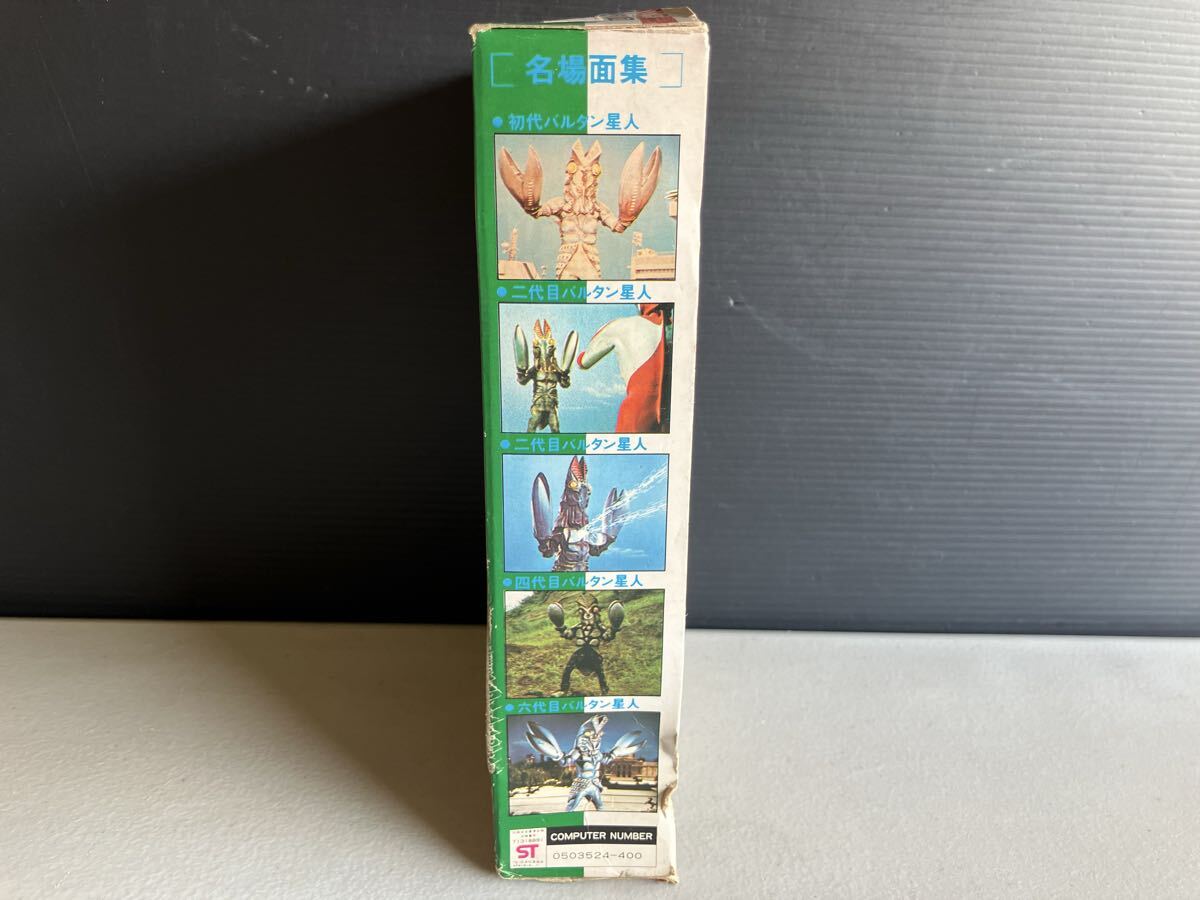 名場面集
●初代バルタン星人
●二代目バルタン星人
●二代目バルタン星人
●四代目バルタン星人
●六代目バルタン星人
ST
COMPUTER NUMBER
0503524-400